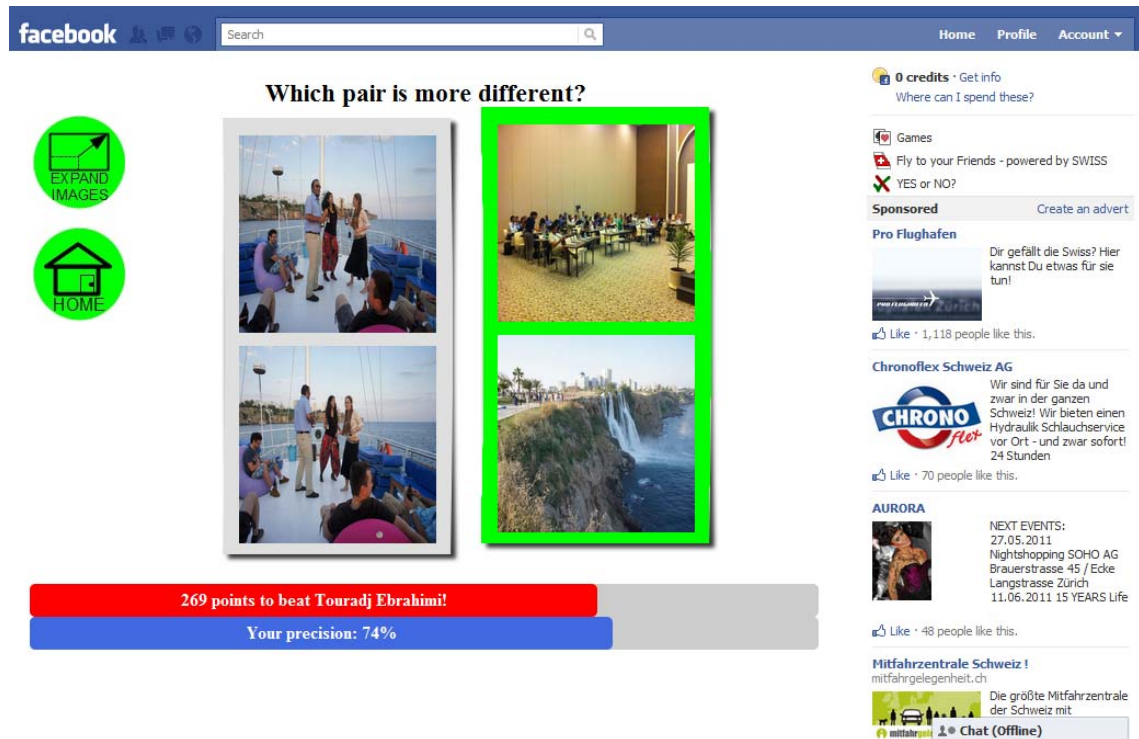 facebook
Search
Home Profile Account
Which pair is more different?
EXPAND
IMAGES
HOME
269 points to beat Touradj Ebrahimi!
Your precision: 74%
0 credits · Get info
Where can I spend these?
Games
Fly to your Friends - powered by SWISS
YES or NO?
Sponsored Create an advert
Pro Flughafen
PRO FLUGHAFEN Zürich
Dir gefällt die Swiss? Hier
kannst Du etwas für sie
tun!
Like · 1,118 people like this.
Chronoflex Schweiz AG
CHRONO
flex
Wir sind für Sie da und
zwar in der ganzen
Schweiz! Wir bieten einen
Hydraulik Schlauchservice
vor Ort - und zwar sofort!
24 Stunden
Like · 70 people like this.
AURORA
NEXT EVENTS:
27.05.2011
Nightshopping SOHO AG
Brauerstrasse 45 / Ecke
Langstrasse Zürich
11.06.2011 15 YEARS Life
Like · 48 people like this.
Mitfahrzentrale Schweiz !
mitfahrgelegenheit.ch
Die größte Mitfahrzentrale
der Schweiz mit
Chat (Offline)